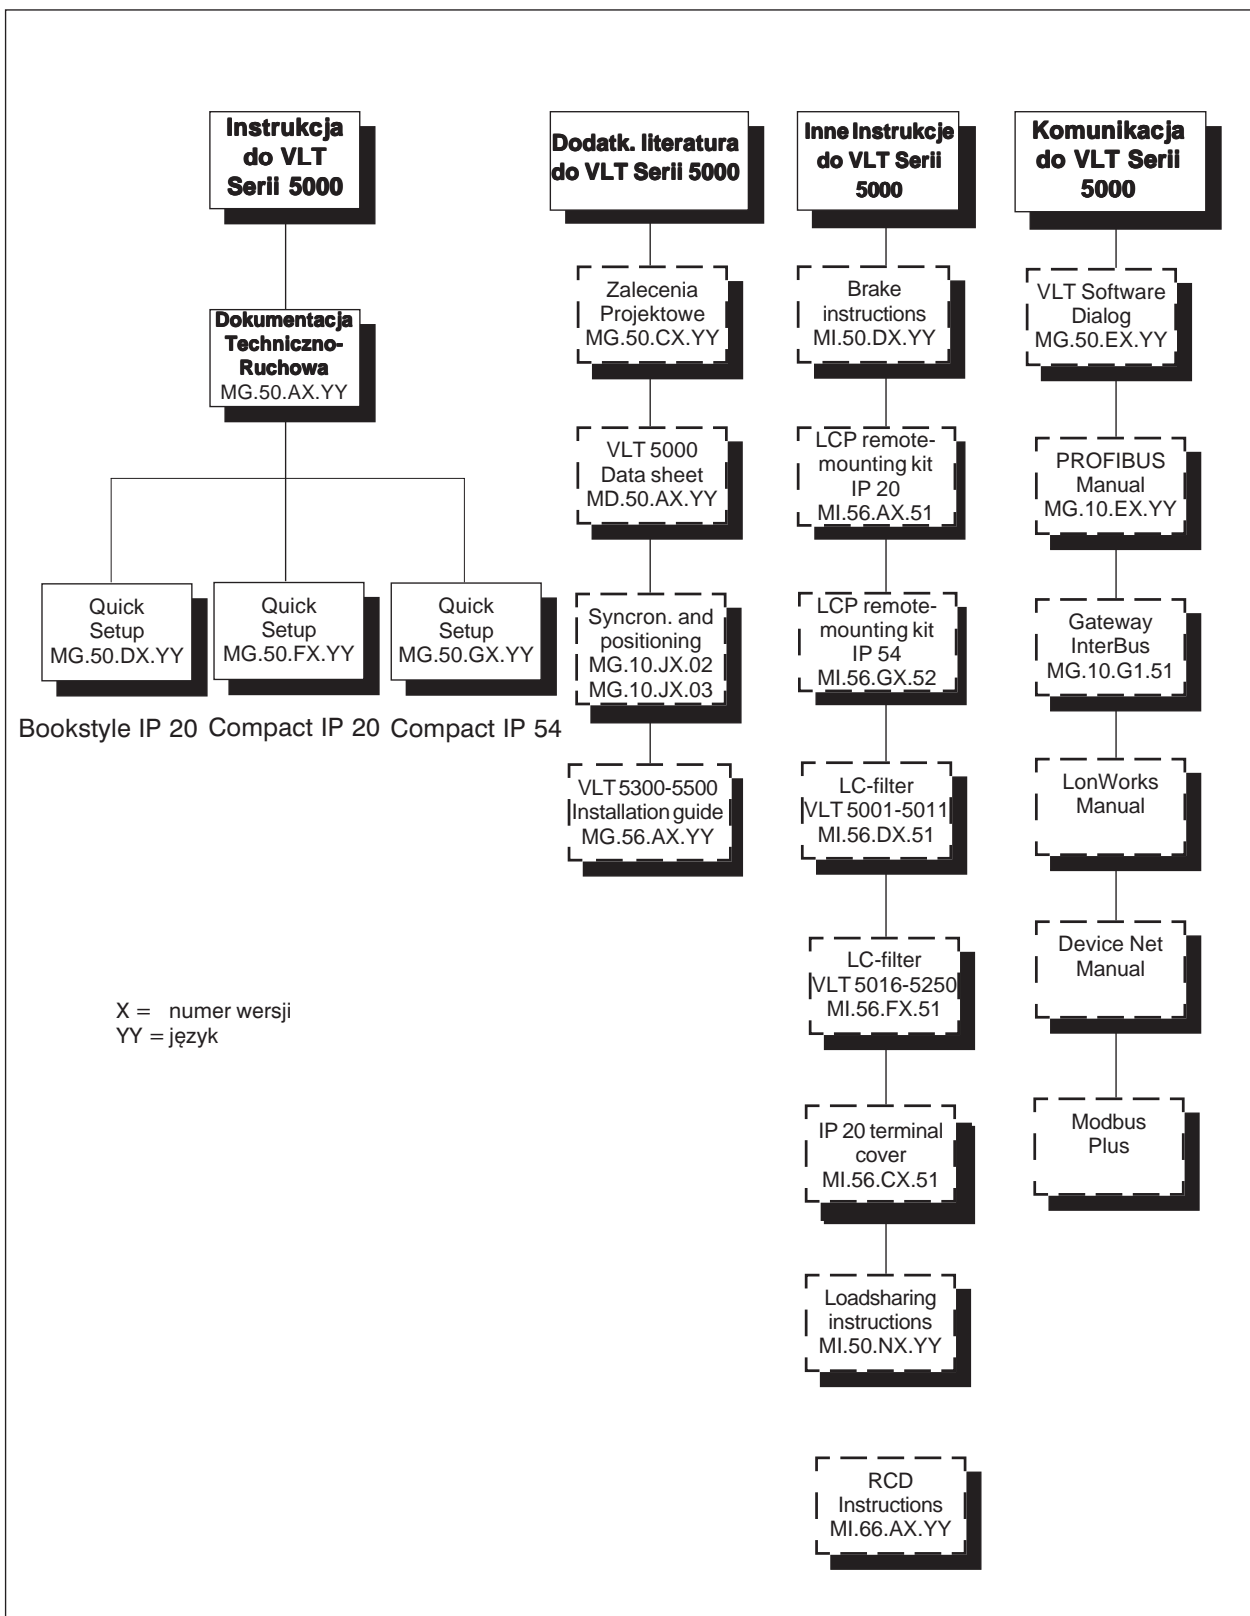 Instrukcja
do VLT
Serii 5000
Dokumentacja
Techniczno-
Ruchowa
MG.50.AX.YY
Quick
Setup
MG.50.DX.YY
Bookstyle IP 20
Quick
Setup
MG.50.FX.YY
Compact IP 20
Quick
Setup
MG.50.GX.YY
Compact IP 54
X = numer wersji
YY = język
Dodatk. literatura
do VLT Serii 5000
Zalecenia
Projektowe
MG.50.CX.YY
VLT 5000
Data sheet
MD.50.AX.YY
Syncron. and
positioning
MG.10.JX.02
MG.10.JX.03
VLT 5300-5500
Installation guide
MG.56.AX.YY
Inne Instrukcje
do VLT Serii
5000
Brake
instructions
MI.50.DX.YY
LCP remote-
mounting kit
IP 20
MI.56.AX.51
LCP remote-
mounting kit
IP 54
MI.56.GX.52
LC-filter
VLT 5001-5011
MI.56.DX.51
LC-filter
VLT 5016-5250
MI.56.FX.51
IP 20 terminal
cover
MI.56.CX.51
Loadsharing
instructions
MI.50.NX.YY
RCD
Instructions
MI.66.AX.YY
Komunikacja
do VLT Serii
5000
VLT Software
Dialog
MG.50.EX.YY
PROFIBUS
Manual
MG.10.EX.YY
Gateway
InterBus
MG.10.G1.51
LonWorks
Manual
Device Net
Manual
Modbus
Plus